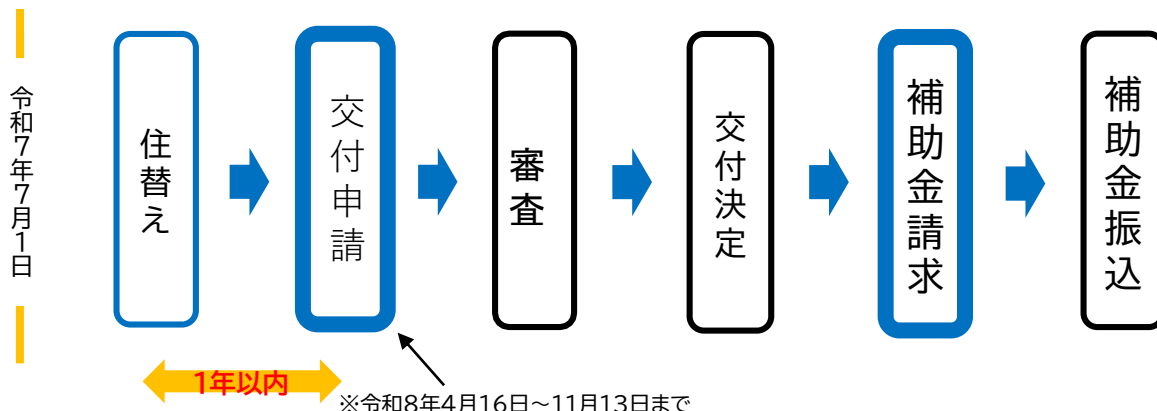 令和7年7月1日
住替え
交付申請
審査
交付決定
補助金請求
補助金振込
1年以内
※令和8年4月16日～11月13日まで